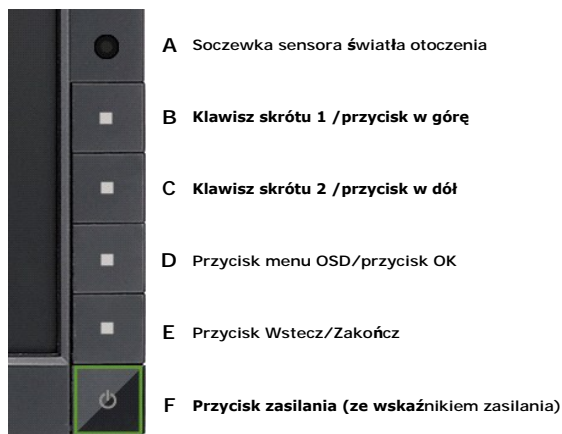 A Soczewka sensora światła otoczenia
B Klawisz skrótu 1 /przycisk w górę
C Klawisz skrótu 2 /przycisk w dół
D Przycisk menu OSD/przycisk OK
E Przycisk Wstecz/Zakończ
F Przycisk zasilania (ze wskaźnikiem zasilania)